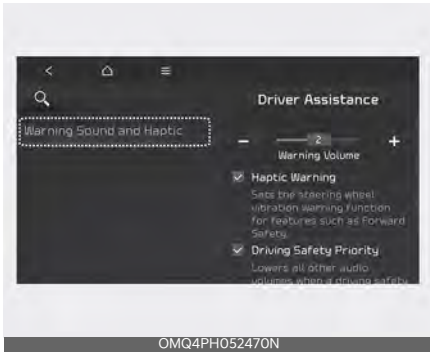 Driver Assistance
Warning Sound and Haptic
2
Warning Volume
Haptic Warning
Sets the steering wheel
vibration warning function
for features such as Forward
Safety.
Driving Safety Priority
Lowers all other audio
volumes when a driving safety
OMQ4PH052470N